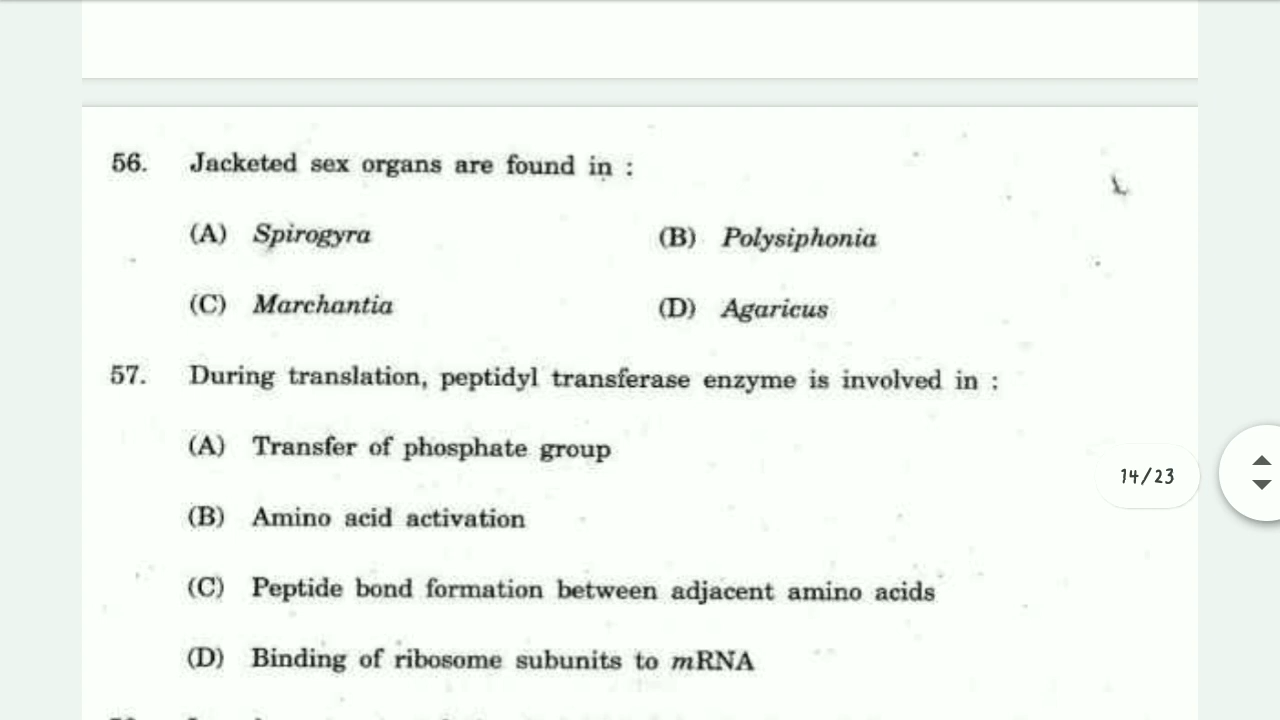 56. Jacketed sex organs are found in :
(A) Spirogyra (B) Polysiphonia
(C) Marchantia (D) Agaricus
57. During translation, peptidyl transferase enzyme is involved in :
(A) Transfer of phosphate group
14/23
(B) Amino acid activation
(C) Peptide bond formation between adjacent amino acids
(D) Binding of ribosome subunits to mRNA